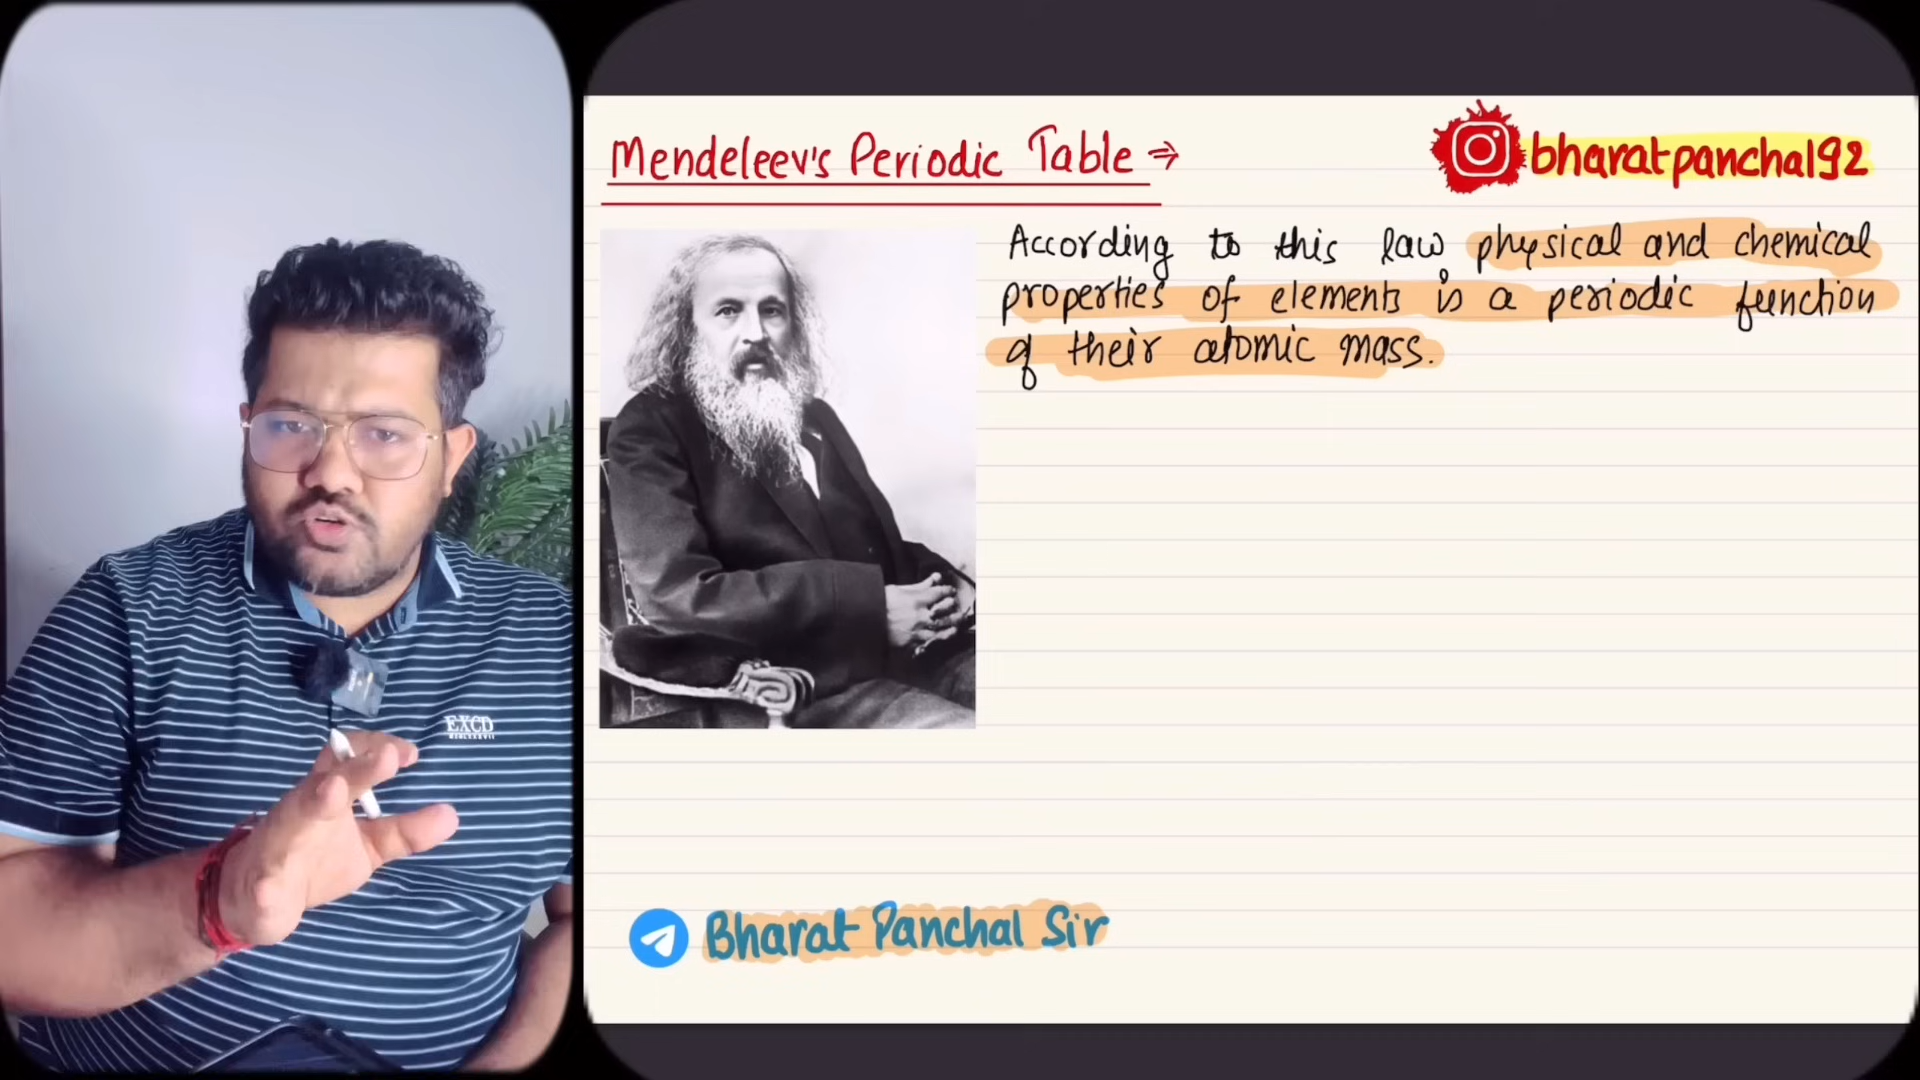 Mendeleev's Periodic Table ⇒
bharatpanchal92
According to this law physical and chemical
properties of elements is a periodic function
of their atomic mass.
EXCD
Bharat Panchal Sir